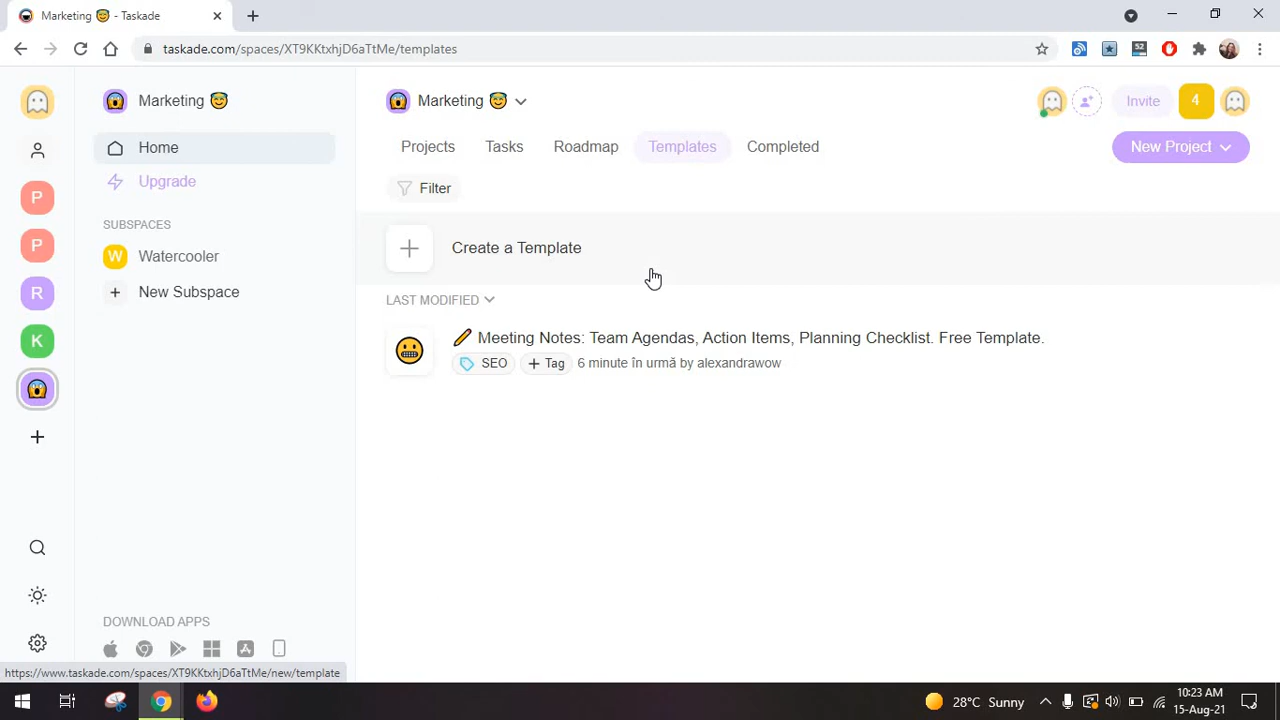 Marketing 😇 - Taskade
taskade.com/spaces/XT9KKtxhjD6aTtMe/templates
52
Marketing 😇
Marketing 😇
Invite
4
Home
Projects
Tasks
Roadmap
Templates
Completed
New Project
Upgrade
Filter
P
SUBSPACES
P
W
Watercooler
Create a Template
R
New Subspace
LAST MODIFIED
K
Meeting Notes: Team Agendas, Action Items, Planning Checklist. Free Template.
SEO
+ Tag
6 minute în urmă by alexandrawow
DOWNLOAD APPS
https://www.taskade.com/spaces/XT9KKtxhjD6aTtMe/new/template
28°C Sunny
10:23 AM
15-Aug-21